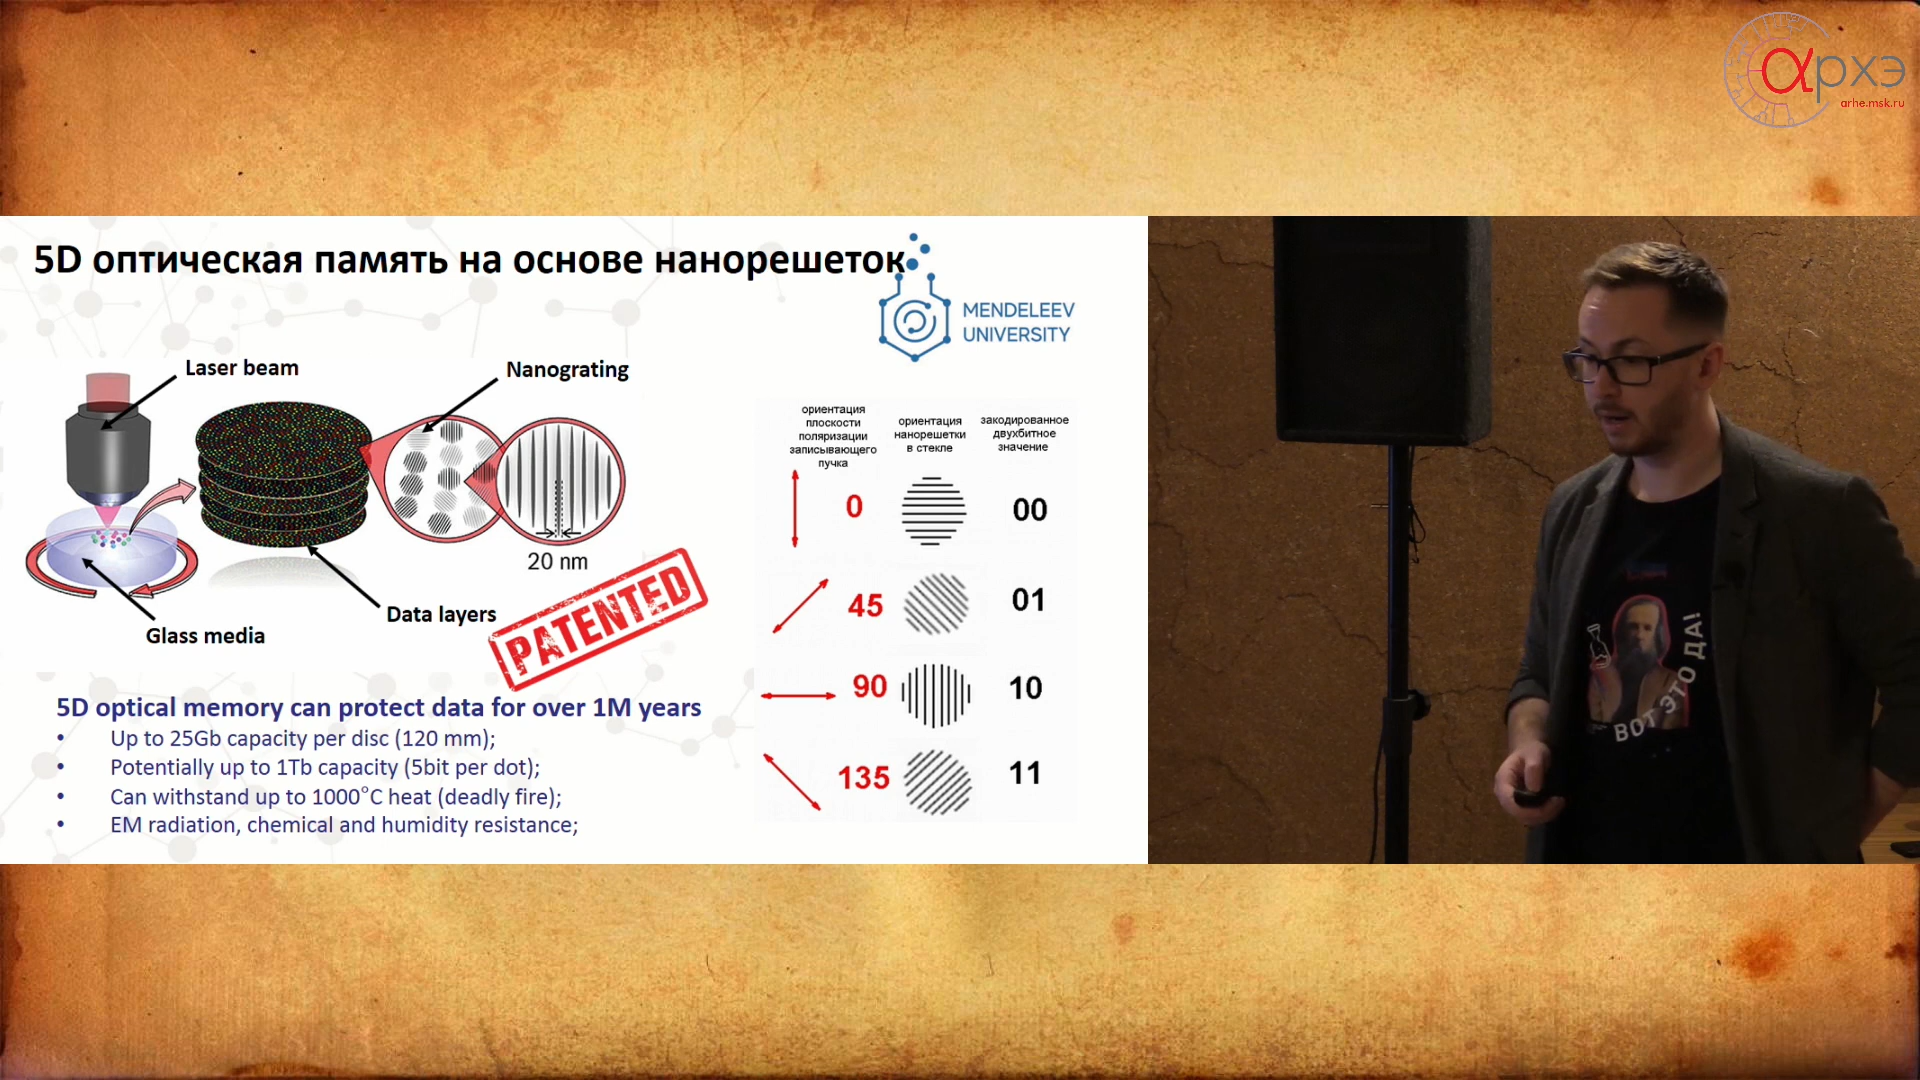 αрхэ
arhe.msk.ru
5D оптическая память на основе нанорешеток
MENDELEEV
UNIVERSITY
Laser beam
Nanograting
20 nm
Data layers
Glass media
PATENTED
ориентация
плоскости
поляризации
записывающего
пучка
ориентация
нанорешетки
в стекле
закодированное
двухбитное
значение
0
00
45
01
90
10
135
11
5D optical memory can protect data for over 1M years
• Up to 25Gb capacity per disc (120 mm);
• Potentially up to 1Tb capacity (5bit per dot);
• Can withstand up to 1000°C heat (deadly fire);
• EM radiation, chemical and humidity resistance;
ВОТ ЭТО ДА!